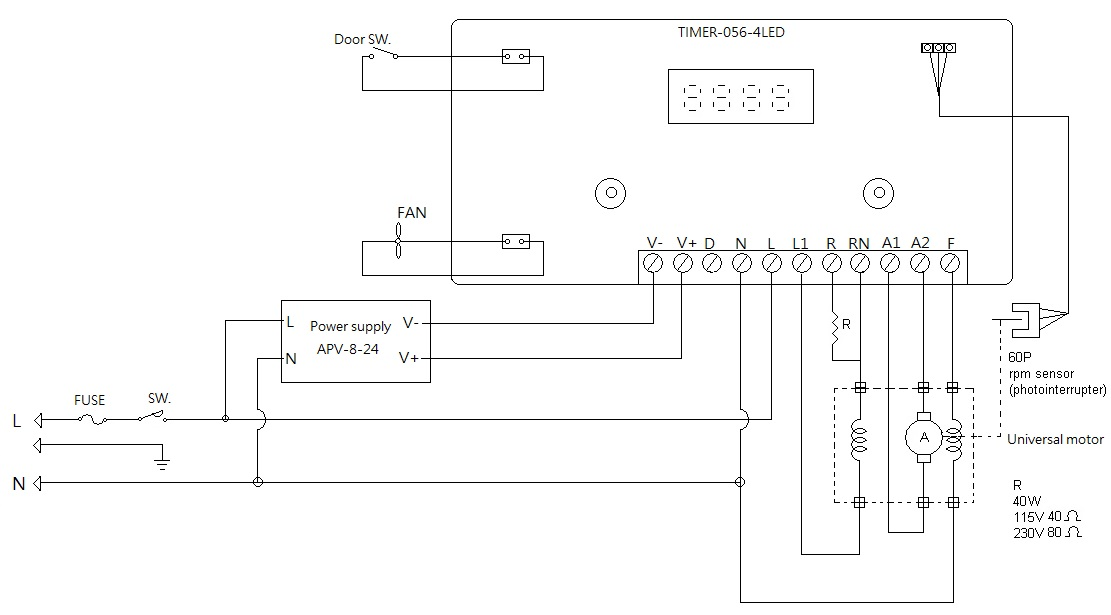 TIMER-056-4LED
Door SW.
FAN
V- V+ D N L L1 R RN A1 A2 F
L Power supply V-
APV-8-24
N V+
R
60P
rpm sensor
(photointerrupter)
FUSE SW.
L
A
Universal motor
N
R
40W
115V 40 Ω
230V 80 Ω